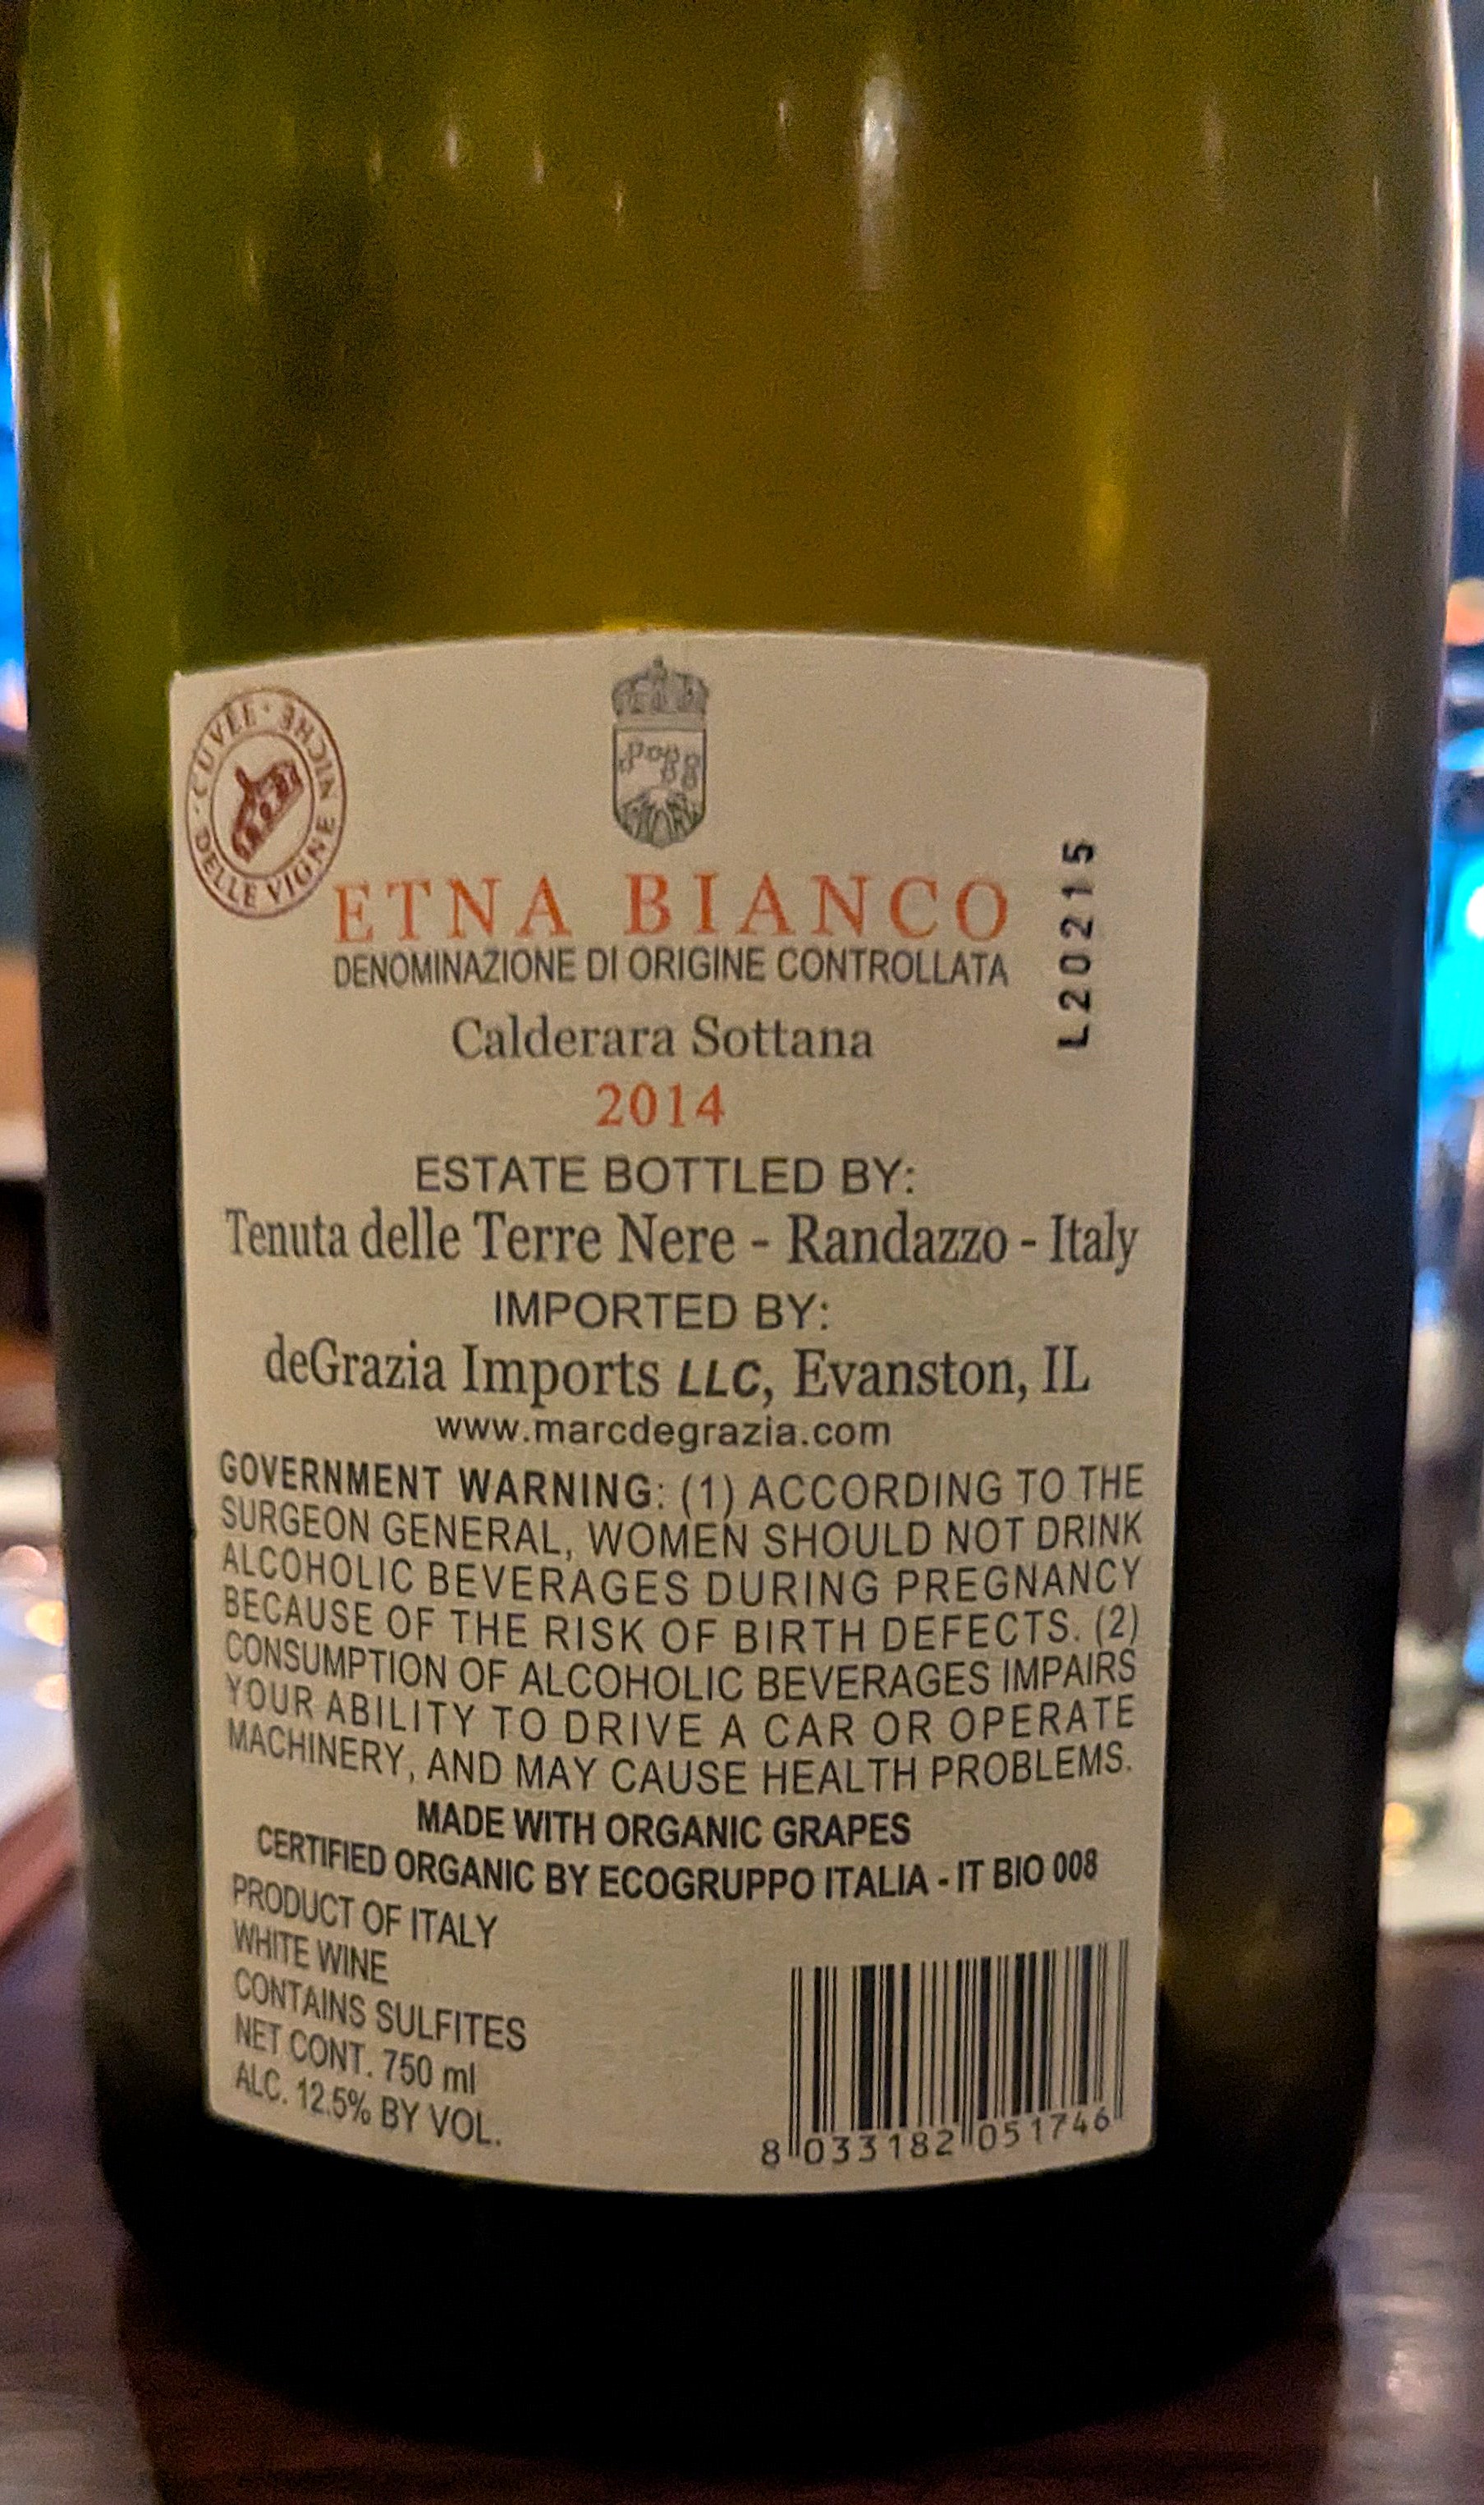 CUVÉE · DELLE VIGNE NICHE ·
ETNA BIANCO
DENOMINAZIONE DI ORIGINE CONTROLLATA
L20215
Calderara Sottana
2014
ESTATE BOTTLED BY:
Tenuta delle Terre Nere - Randazzo - Italy
IMPORTED BY:
deGrazia Imports LLC, Evanston, IL
www.marcdegrazia.com
GOVERNMENT WARNING: (1) ACCORDING TO THE
SURGEON GENERAL, WOMEN SHOULD NOT DRINK
ALCOHOLIC BEVERAGES DURING PREGNANCY
BECAUSE OF THE RISK OF BIRTH DEFECTS. (2)
CONSUMPTION OF ALCOHOLIC BEVERAGES IMPAIRS
YOUR ABILITY TO DRIVE A CAR OR OPERATE
MACHINERY, AND MAY CAUSE HEALTH PROBLEMS.
MADE WITH ORGANIC GRAPES
CERTIFIED ORGANIC BY ECOGRUPPO ITALIA - IT BIO 008
PRODUCT OF ITALY
WHITE WINE
CONTAINS SULFITES
NET CONT. 750 ml
ALC. 12.5% BY VOL.
8 033182 051746